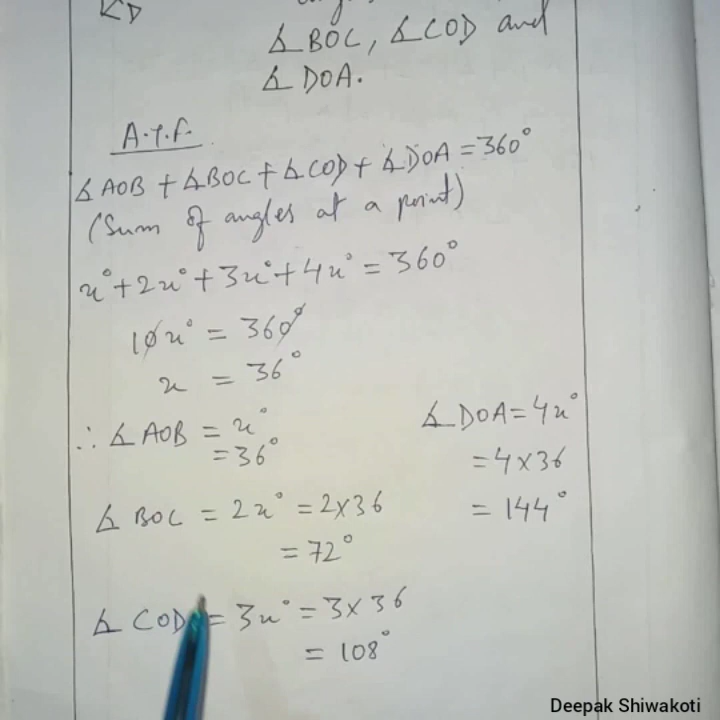 D
∡BOC, ∡COD and
∡DOA.
A.T.F.
∡AOB + ∡BOC + ∡COD + ∡DOA = 360°
(Sum of angles at a point)
x° + 2x° + 3x° + 4x° = 360°
10x° = 360°
x = 36°
∴ ∡AOB = x°
= 36°
∡BOC = 2x° = 2×36
= 72°
∡COD = 3x° = 3×36
= 108°
∡DOA = 4x°
= 4×36
= 144°
Deepak Shiwakoti